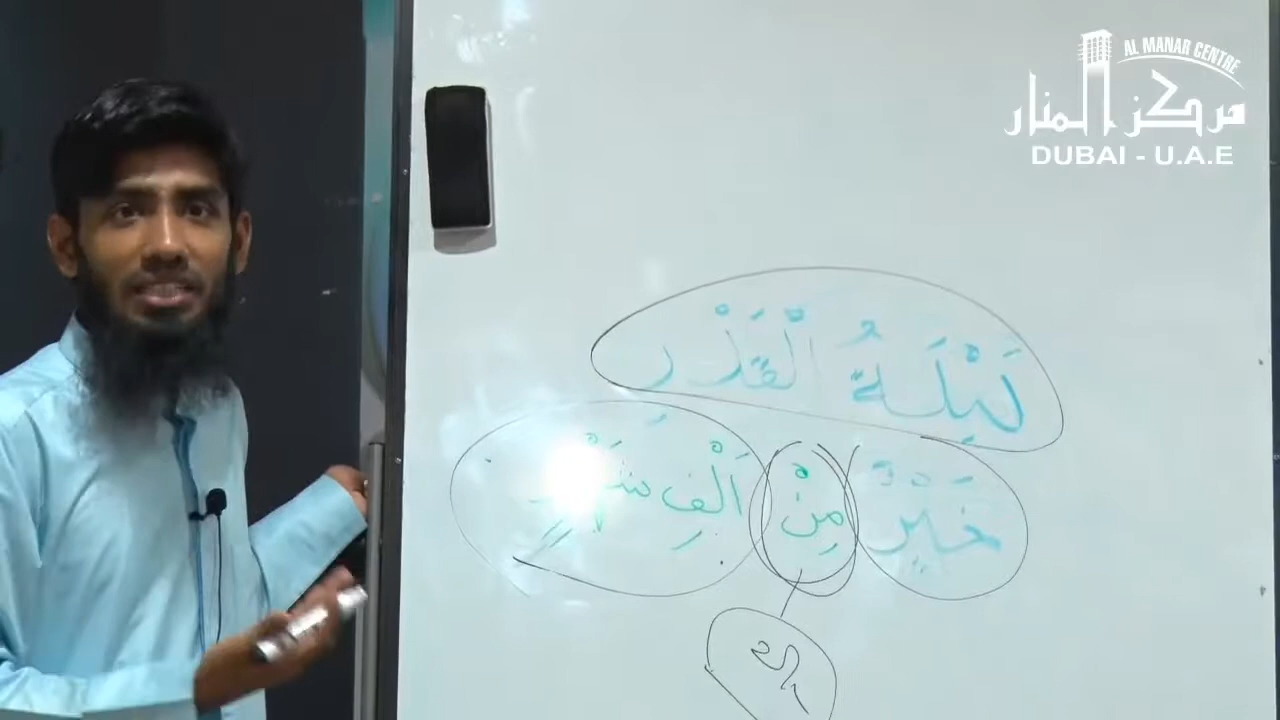 AL MANAR CENTRE
مركز المنار
DUBAI - U.A.E
لَيْلَةُ الْقَدْرِ
خَيْرٌ مِنْ أَلْفِ شَهْرٍ